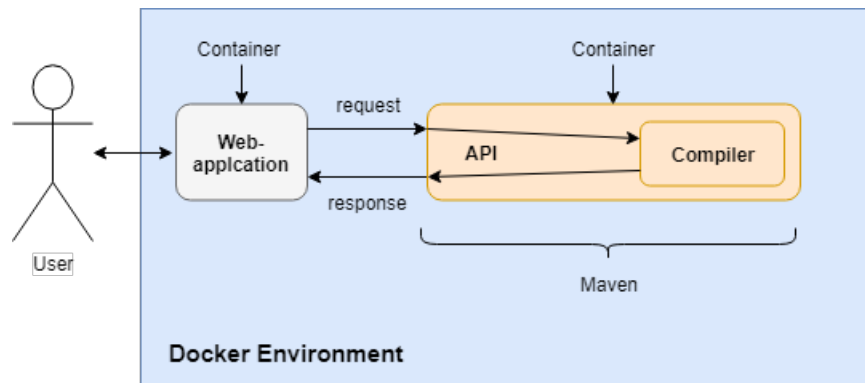 Container
Container
request
Web-
applcation
API
Compiler
response
User
Maven
Docker Environment